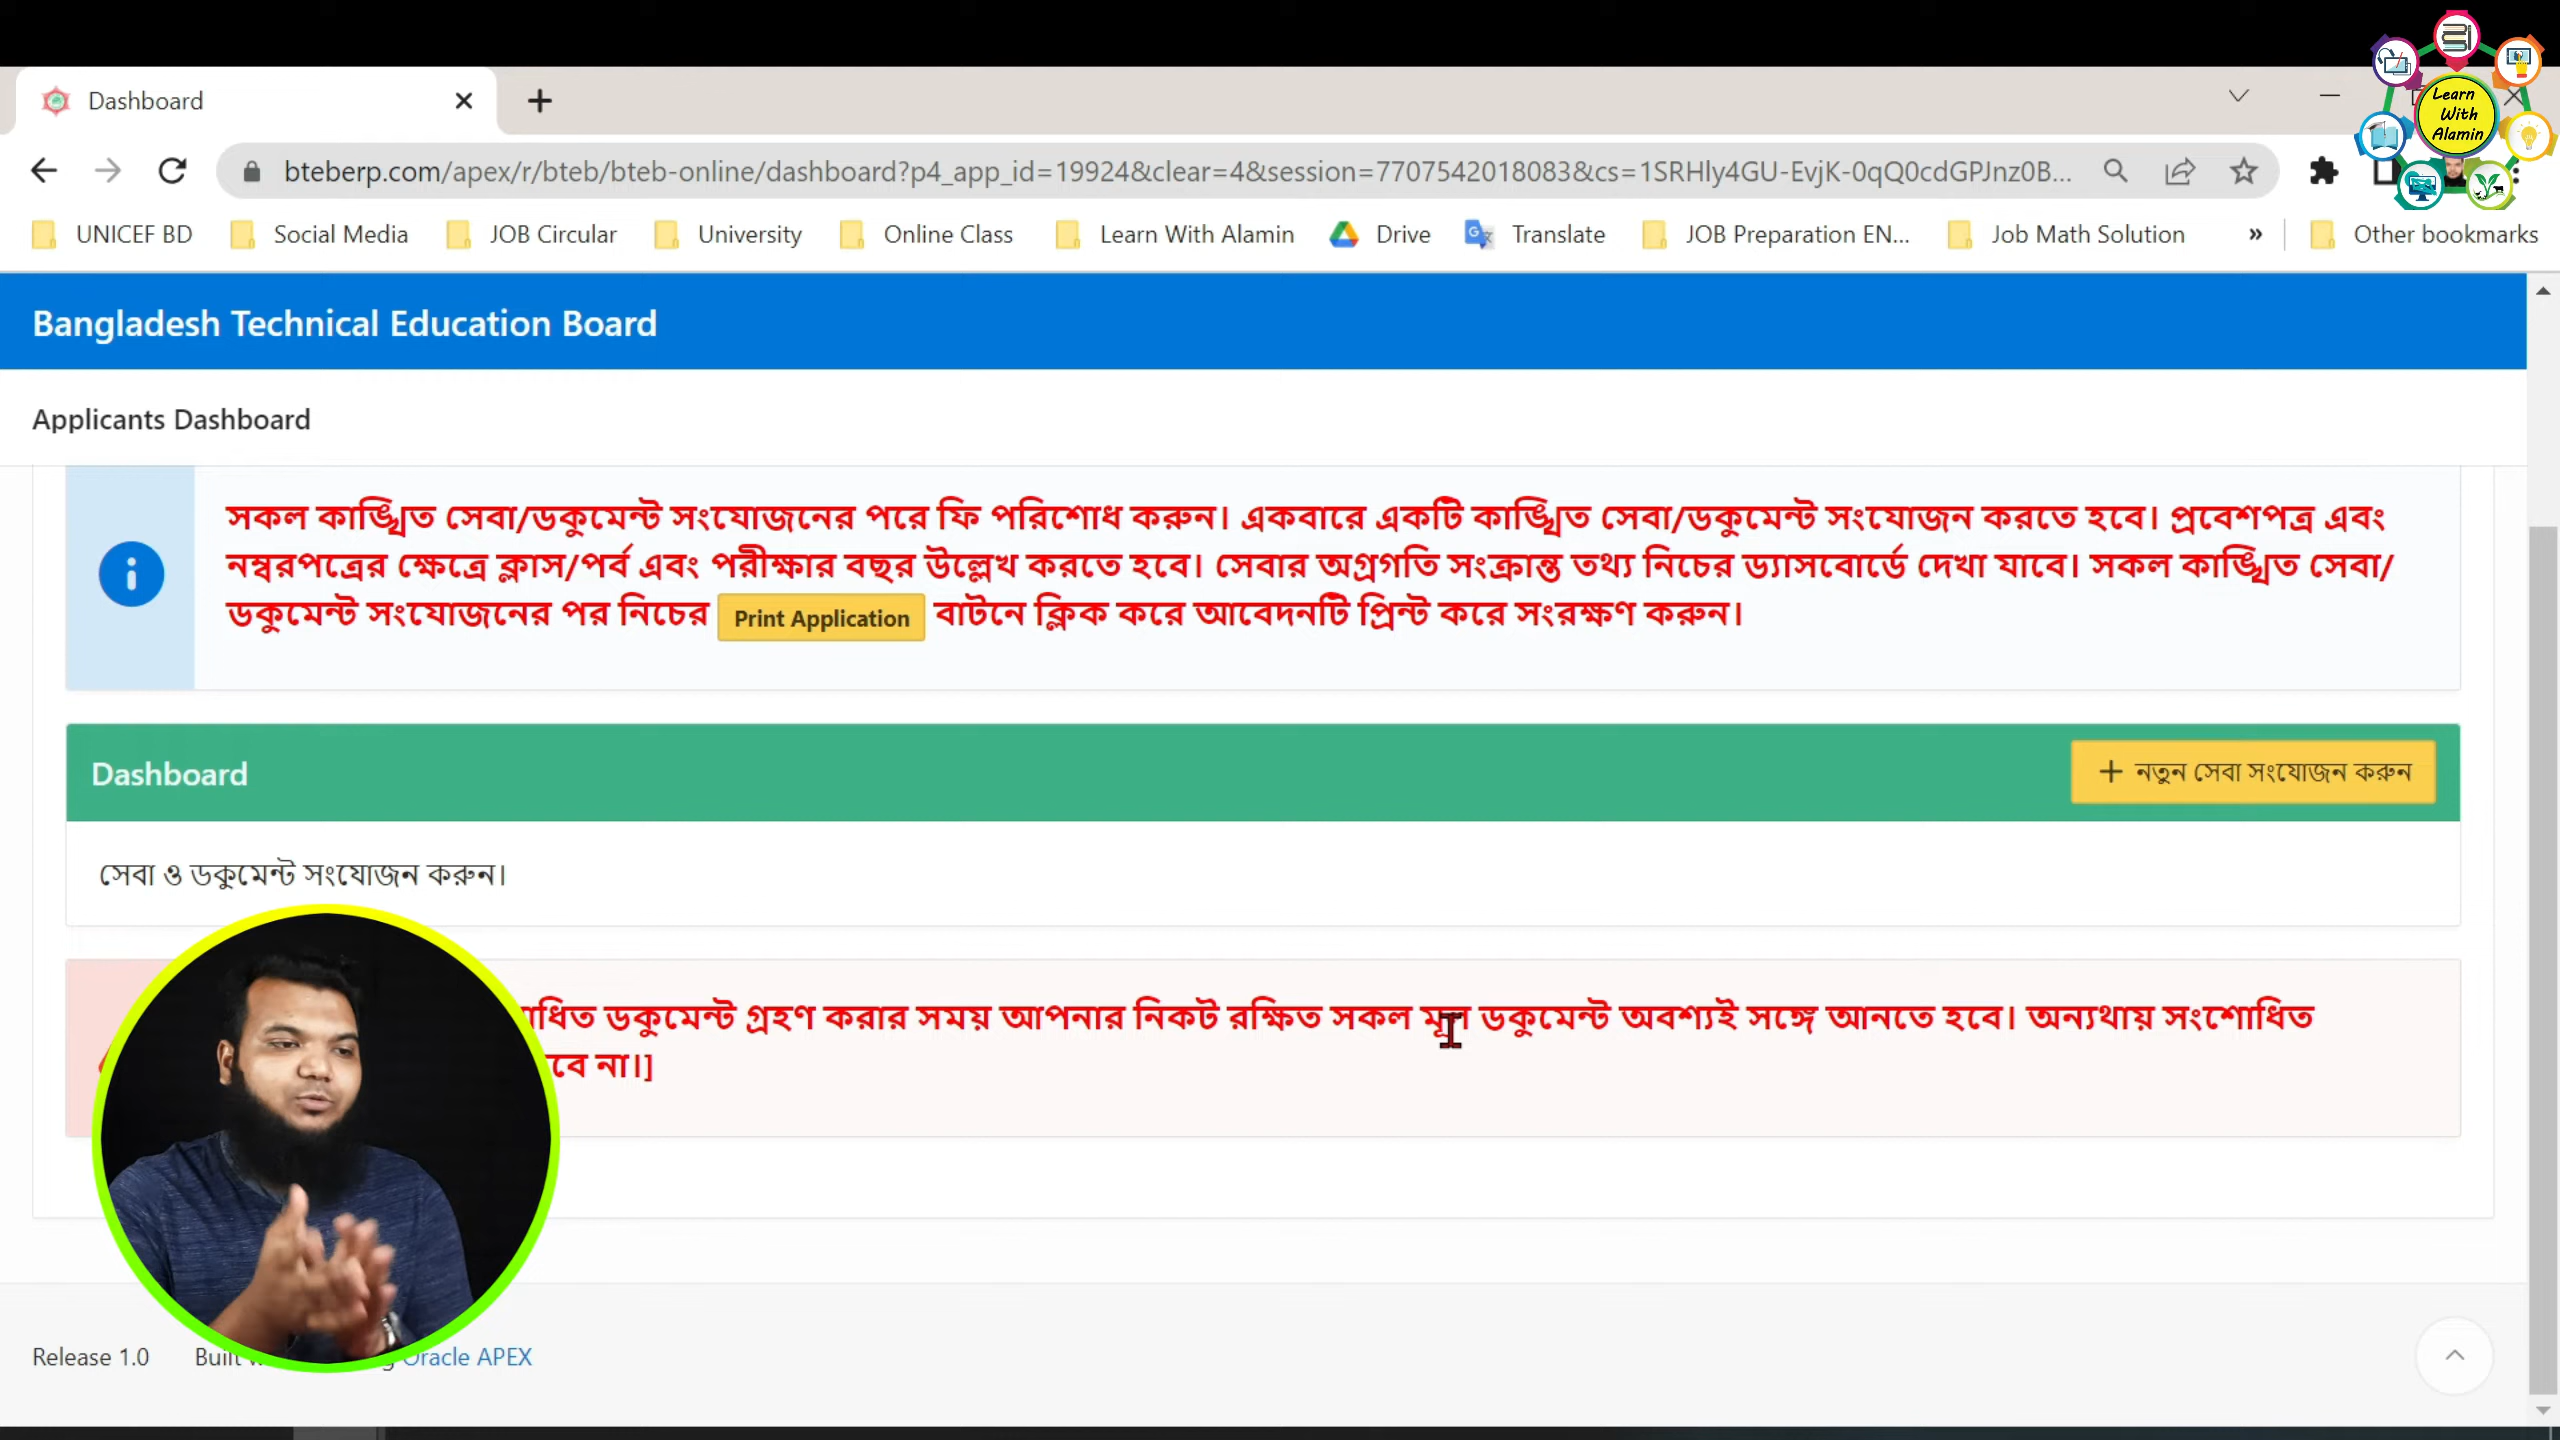 Dashboard
bteberp.com/apex/r/bteb/bteb-online/dashboard?p4_app_id=19924&clear=4&session=7707542018083&cs=1SRHly4GU-EvjK-0qQ0cdGPJnz0B...
UNICEF BD Social Media JOB Circular University Online Class Learn With Alamin Drive Translate JOB Preparation EN... Job Math Solution » Other bookmarks
Learn
With
Alamin
Bangladesh Technical Education Board
Applicants Dashboard
সকল কাঙ্খিত সেবা/ডকুমেন্ট সংযোজনের পরে ফি পরিশোধ করুন। একবারে একটি কাঙ্খিত সেবা/ডকুমেন্ট সংযোজন করতে হবে। প্রবেশপত্র এবং
নম্বরপত্রের ক্ষেত্রে ক্লাস/পর্ব এবং পরীক্ষার বছর উল্লেখ করতে হবে। সেবার অগ্রগতি সংক্রান্ত তথ্য নিচের ড্যাসবোর্ডে দেখা যাবে। সকল কাঙ্খিত সেবা/
ডকুমেন্ট সংযোজনের পর নিচের Print Application বাটনে ক্লিক করে আবেদনটি প্রিন্ট করে সংরক্ষণ করুন।
Dashboard
+ নতুন সেবা সংযোজন করুন
সেবা ও ডকুমেন্ট সংযোজন করুন।
ডকুমেন্ট গ্রহণ করার সময় আপনার নিকট রক্ষিত সকল মূল ডকুমেন্ট অবশ্যই সঙ্গে আনতে হবে। অন্যথায় সংশোধিত
না।]
Release 1.0 Oracle APEX